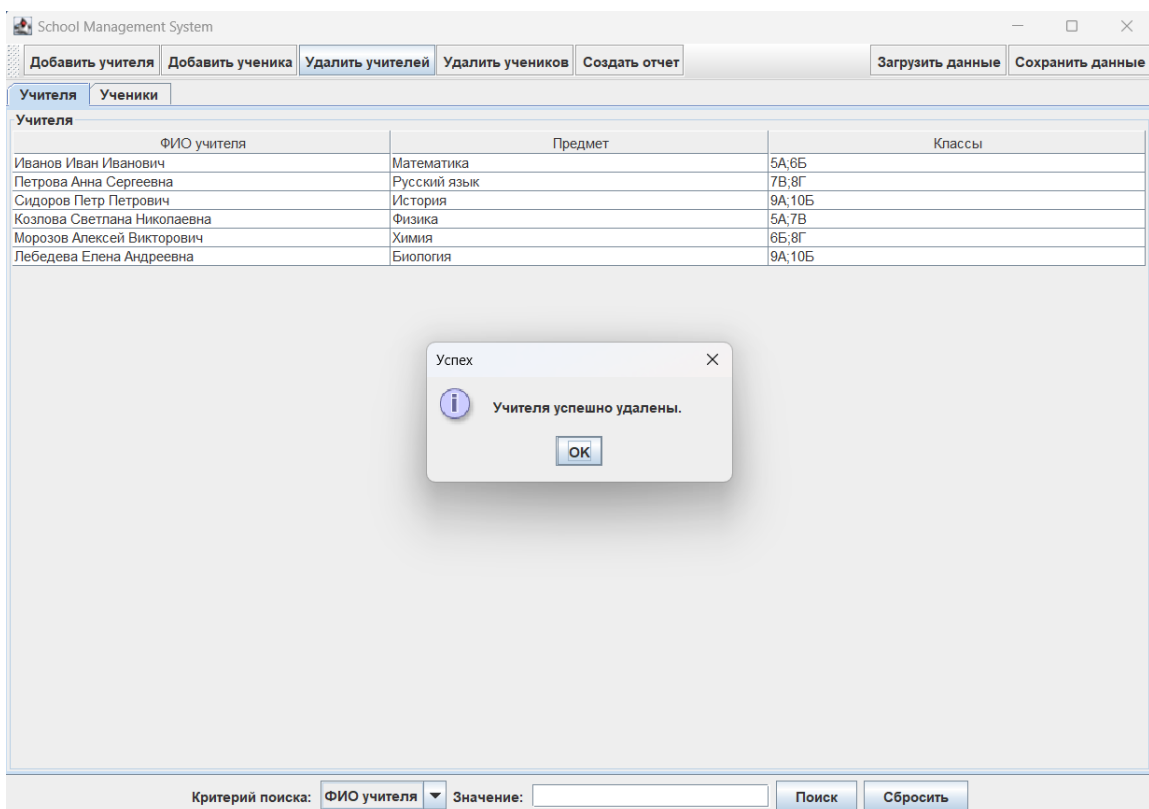 School Management System
Добавить учителя Добавить ученика Удалить учителей Удалить учеников Создать отчет Загрузить данные Сохранить данные
Учителя Ученики
Учителя
ФИО учителя Предмет Классы
Иванов Иван Иванович Математика 5А;6Б
Петрова Анна Сергеевна Русский язык 7В;8Г
Сидоров Петр Петрович История 9А;10Б
Козлова Светлана Николаевна Физика 5А;7В
Морозов Алексей Викторович Химия 6Б;8Г
Лебедева Елена Андреевна Биология 9А;10Б
Успех
Учителя успешно удалены.
OK
Критерий поиска: ФИО учителя Значение: Поиск Сбросить